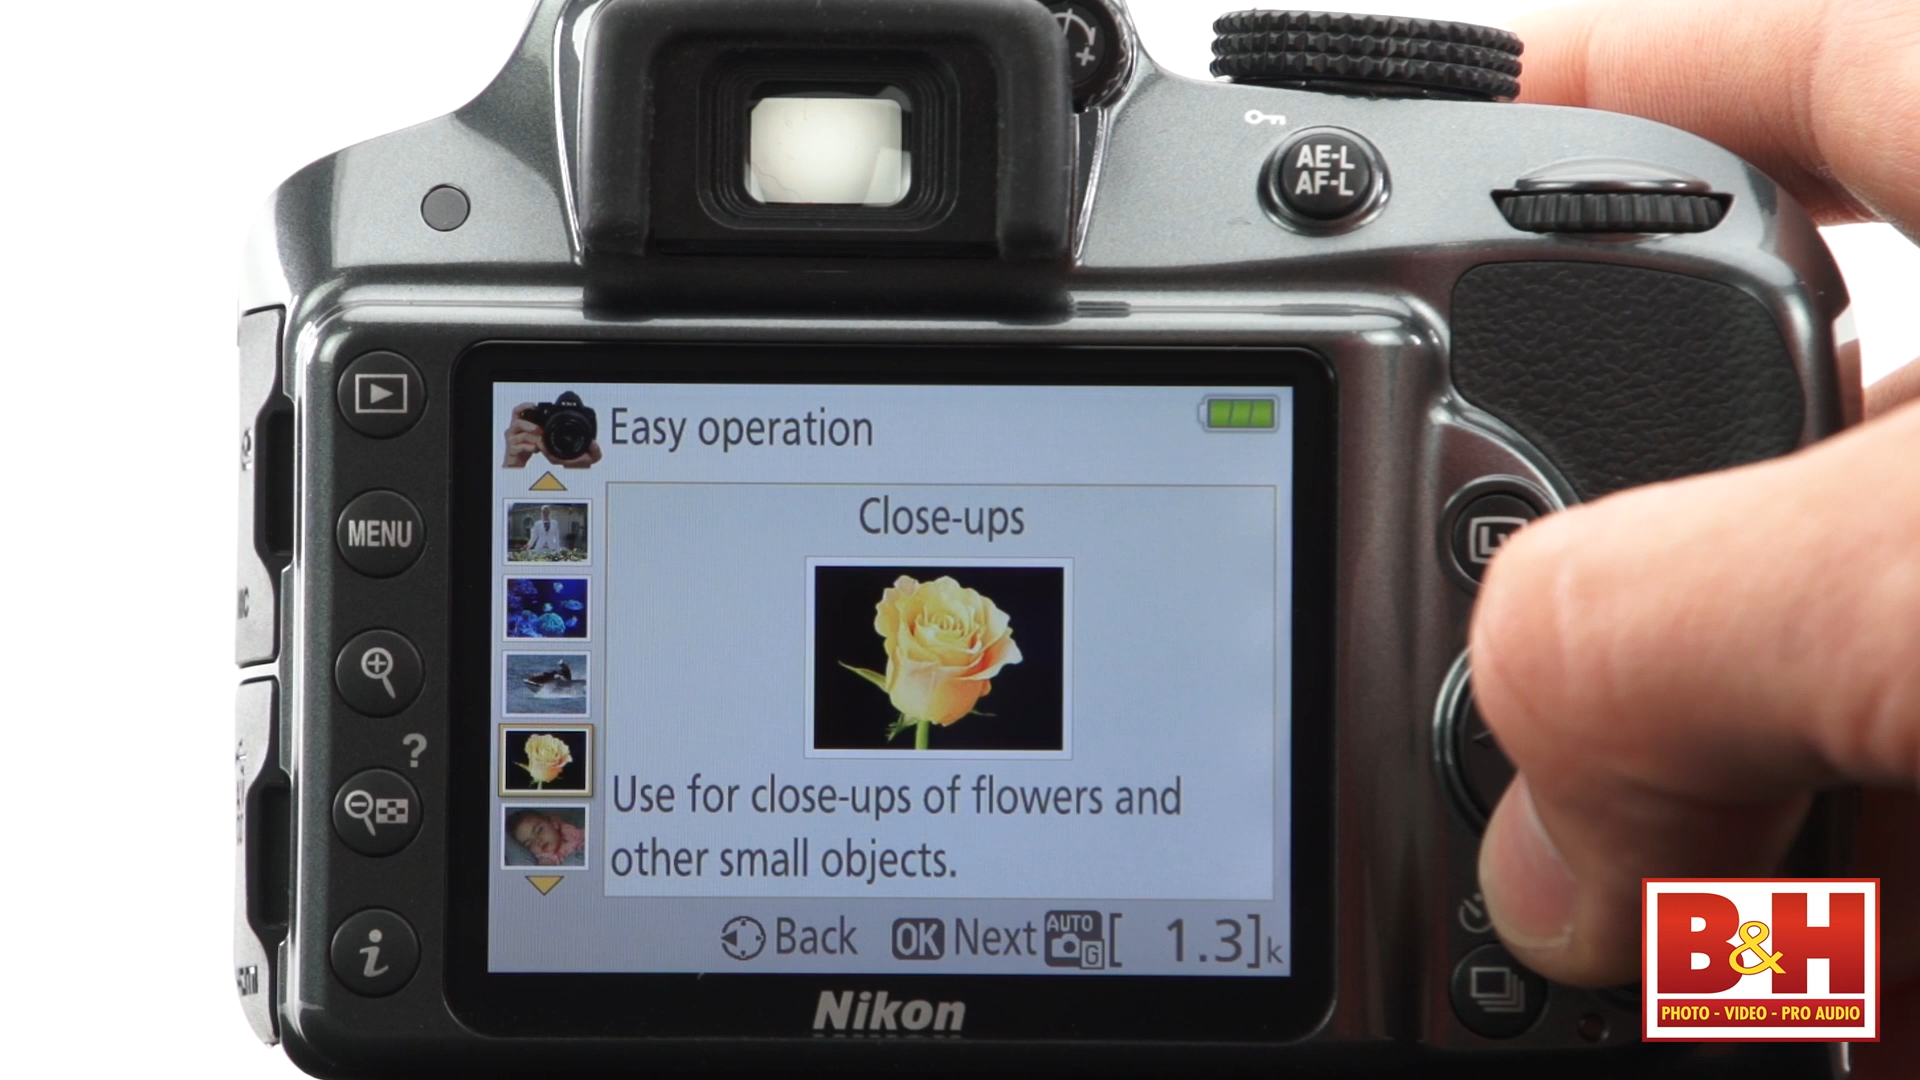 AE-L
AF-L
MENU
?
i
Easy operation
Close-ups
Use for close-ups of flowers and
other small objects.
Back OK Next AUTO G [ 1.3]k
Nikon
B&H
PHOTO - VIDEO - PRO AUDIO